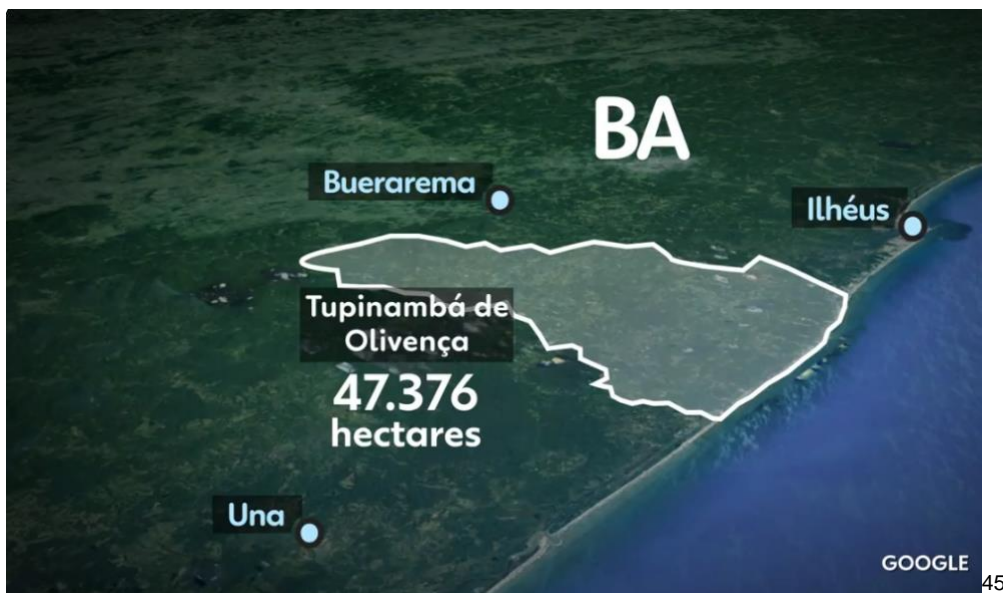 BA
Buerarema
Ilhéus
Tupinambá de
Olivença
47.376
hectares
Una
GOOGLE
45